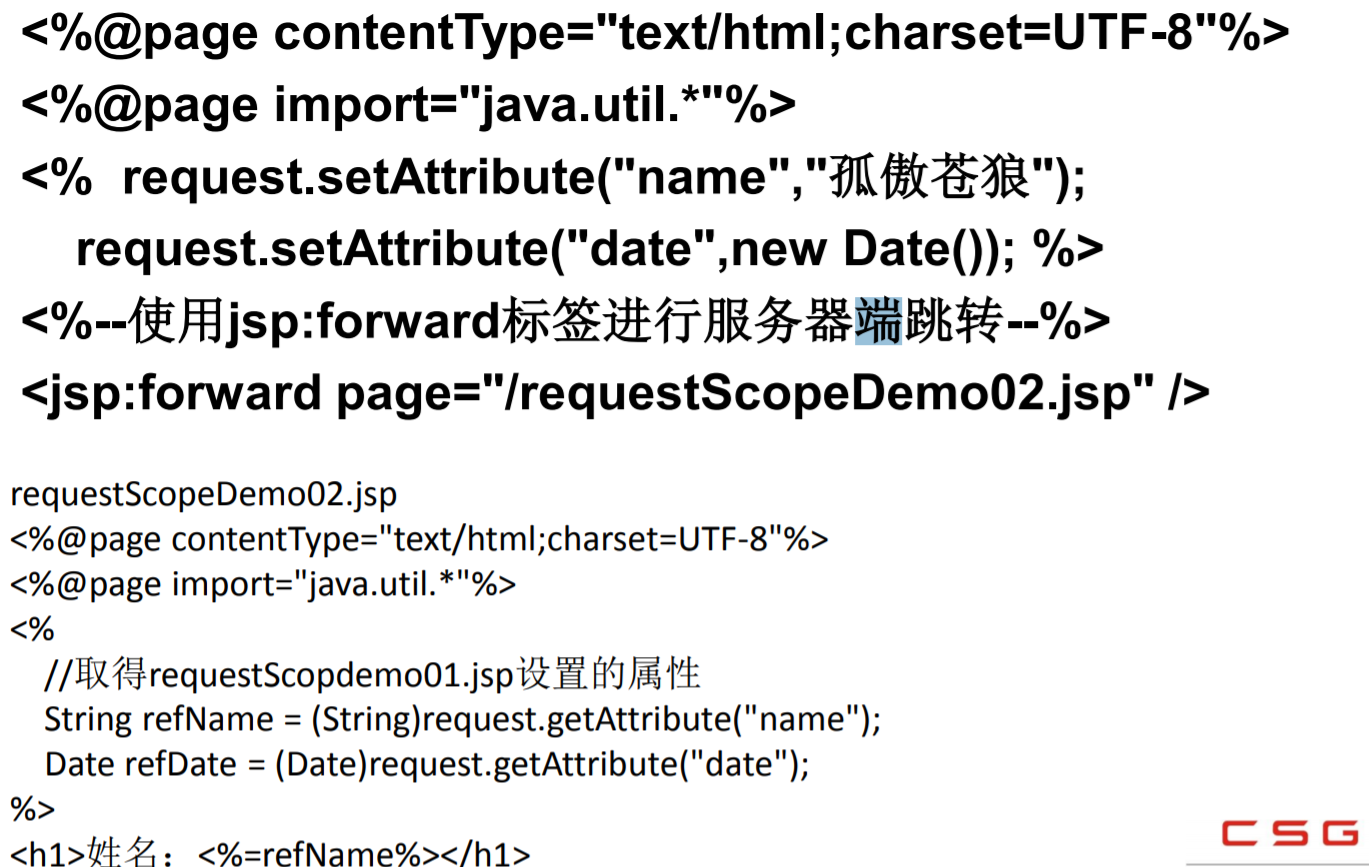 <%@page contentType="text/html;charset=UTF-8"%>
<%@page import="java.util.*"%>
<%  request.setAttribute("name","孤傲苍狼");
request.setAttribute("date",new Date()); %>
<%--使用jsp:forward标签进行服务器端跳转--%>
<jsp:forward page="/requestScopeDemo02.jsp" />
requestScopeDemo02.jsp
<%@page contentType="text/html;charset=UTF-8"%>
<%@page import="java.util.*"%>
<%
//取得requestScopdemo01.jsp设置的属性
String refName = (String)request.getAttribute("name");
Date refDate = (Date)request.getAttribute("date");
%>
<h1>姓名：<%=refName%></h1>
CSG